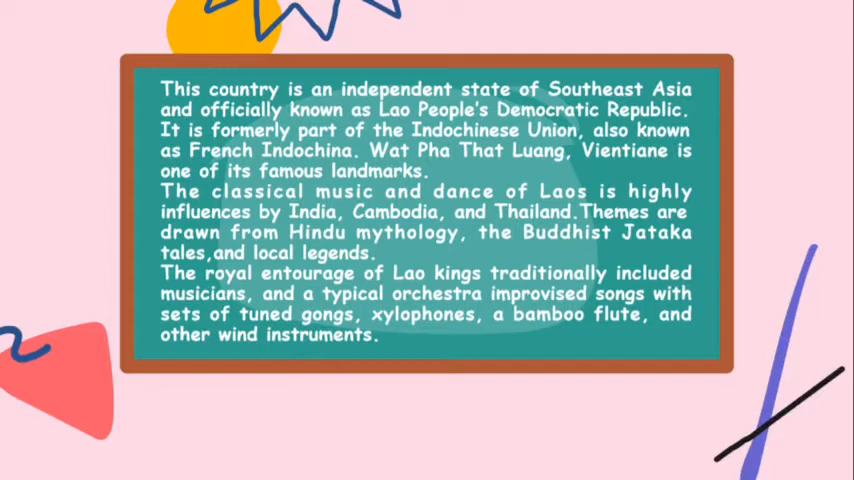 This country is an independent state of Southeast Asia
and officially known as Lao People's Democratic Republic.
It is formerly part of the Indochinese Union, also known
as French Indochina. Wat Pha That Luang, Vientiane is
one of its famous landmarks.
The classical music and dance of Laos is highly
influences by India, Cambodia, and Thailand.Themes are
drawn from Hindu mythology, the Buddhist Jataka
tales,and local legends.
The royal entourage of Lao kings traditionally included
musicians, and a typical orchestra improvised songs with
sets of tuned gongs, xylophones, a bamboo flute, and
other wind instruments.